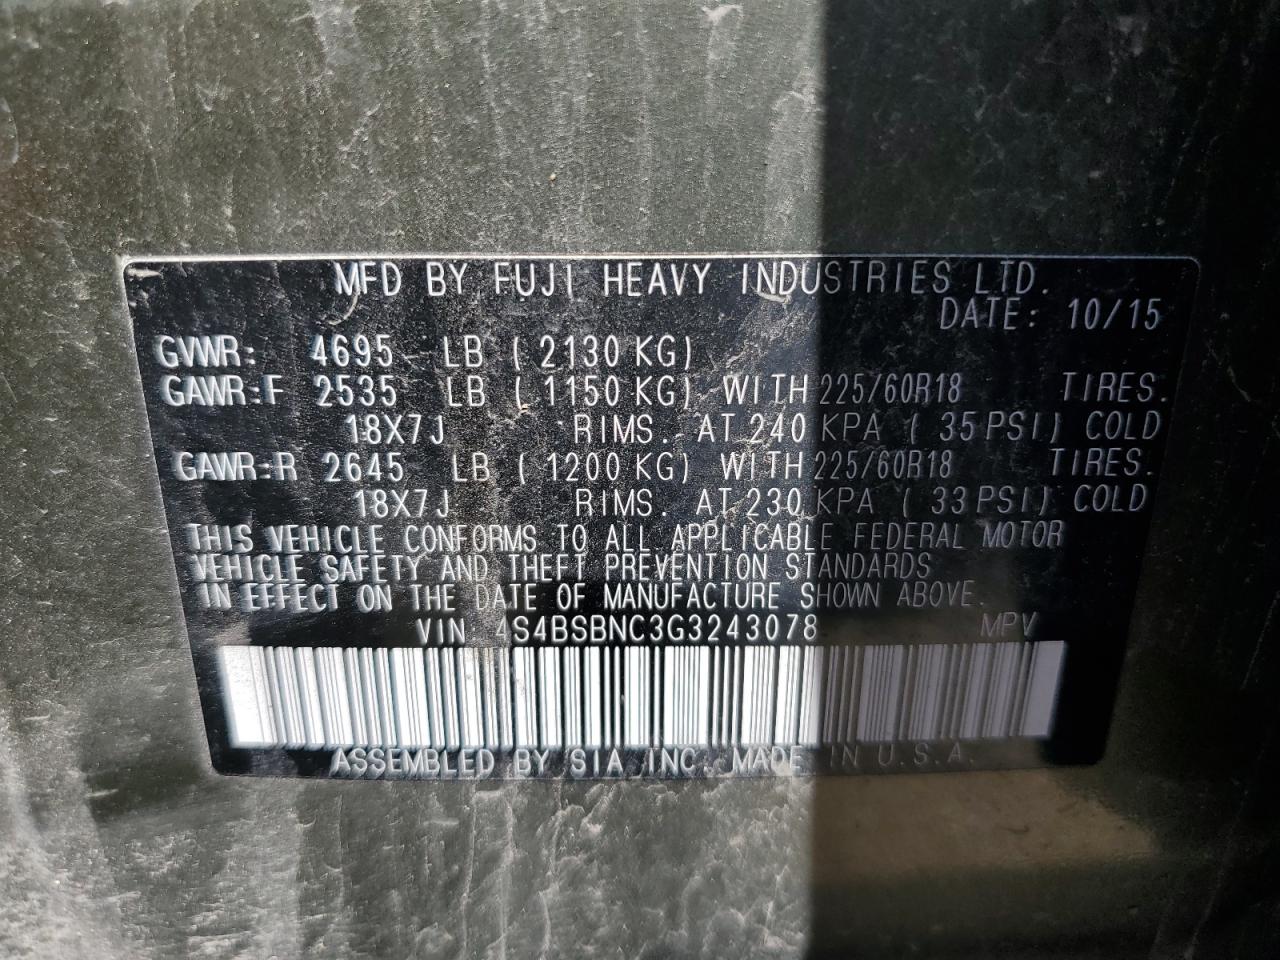 MFD BY FUJI HEAVY INDUSTRIES LTD.
DATE: 10/15
GVWR: 4695 LB ( 2130 KG)
GAWR:F 2535 LB ( 1150 KG) WITH 225/60R18 TIRES.
18X7J RIMS. AT 240 KPA ( 35 PSI) COLD
GAWR:R 2645 LB ( 1200 KG) WITH 225/60R18 TIRES.
18X7J RIMS. AT 230 KPA ( 33 PSI) COLD
THIS VEHICLE CONFORMS TO ALL APPLICABLE FEDERAL MOTOR
VEHICLE SAFETY AND THEFT PREVENTION STANDARDS
IN EFFECT ON THE DATE OF MANUFACTURE SHOWN ABOVE.
VIN 4S4BSBNC3G3243078 MPV
ASSEMBLED BY SIA INC. MADE IN U.S.A.